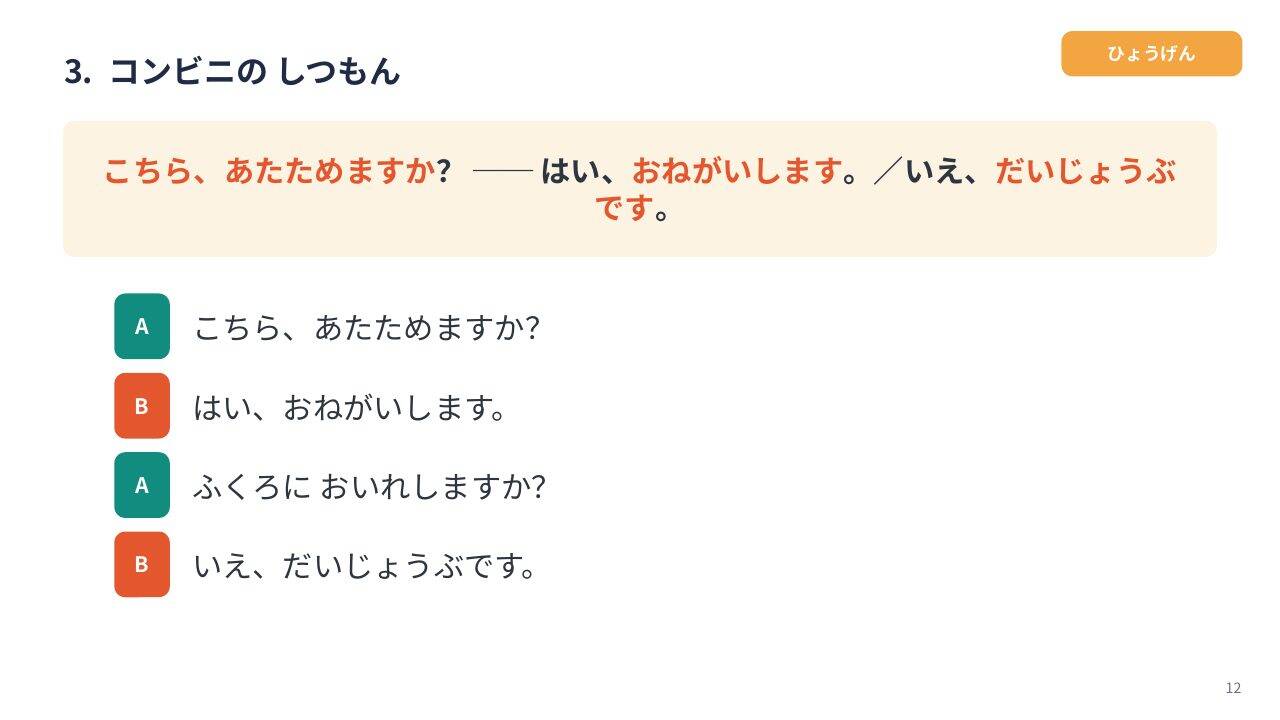 3. コンビニの しつもん
ひょうげん
こちら、あたためますか? ── はい、おねがいします。／いえ、だいじょうぶ
です。
A こちら、あたためますか?
B はい、おねがいします。
A ふくろに おいれしますか?
B いえ、だいじょうぶです。
12